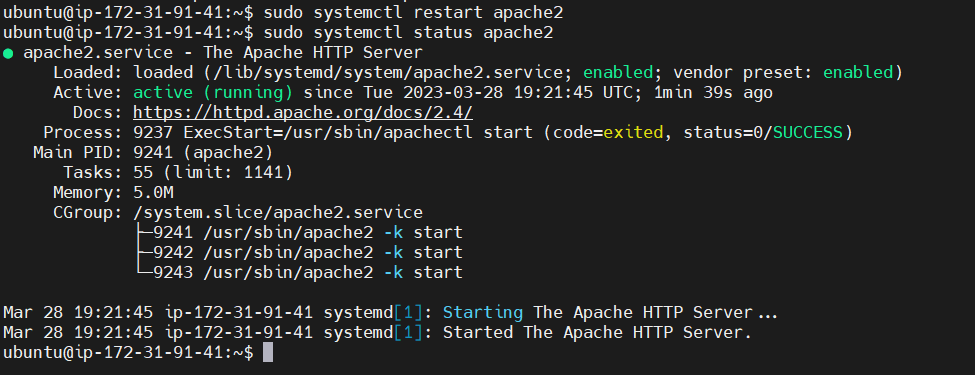 ubuntu@ip-172-31-91-41:~$ sudo systemctl restart apache2
ubuntu@ip-172-31-91-41:~$ sudo systemctl status apache2
● apache2.service - The Apache HTTP Server
     Loaded: loaded (/lib/systemd/system/apache2.service; enabled; vendor preset: enabled)
     Active: active (running) since Tue 2023-03-28 19:21:45 UTC; 1min 39s ago
       Docs: https://httpd.apache.org/docs/2.4/
    Process: 9237 ExecStart=/usr/sbin/apachectl start (code=exited, status=0/SUCCESS)
   Main PID: 9241 (apache2)
      Tasks: 55 (limit: 1141)
     Memory: 5.0M
     CGroup: /system.slice/apache2.service
             ├─9241 /usr/sbin/apache2 -k start
             ├─9242 /usr/sbin/apache2 -k start
             └─9243 /usr/sbin/apache2 -k start

Mar 28 19:21:45 ip-172-31-91-41 systemd[1]: Starting The Apache HTTP Server...
Mar 28 19:21:45 ip-172-31-91-41 systemd[1]: Started The Apache HTTP Server.
ubuntu@ip-172-31-91-41:~$